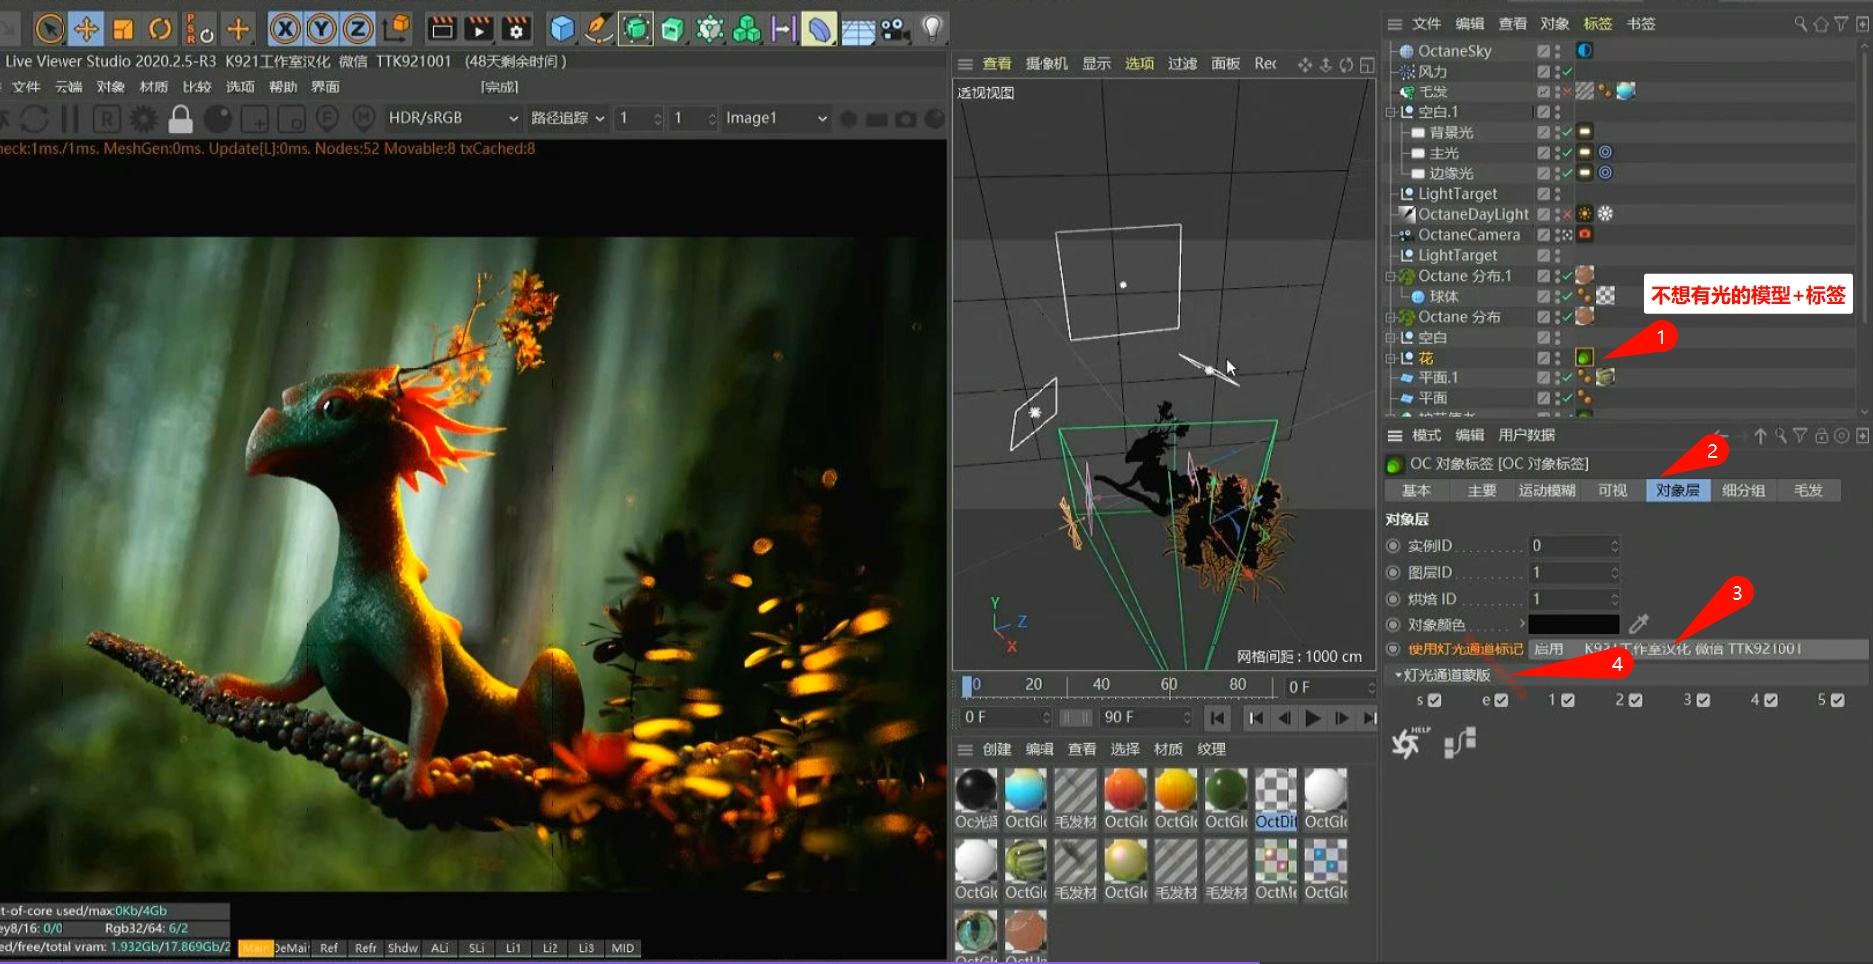 X Y Z
Live Viewer Studio 2020.2.5-R3 K921工作室汉化 微信 TTK921001 (48天剩余时间)
文件 云端 对象 材质 比较 选项 帮助 界面 [完成]
HDR/sRGB 路径追踪 1 1 Image1
eck:1ms./1ms. MeshGen:0ms. Update[L]:0ms. Nodes:52 Movable:8 txCached:8
t-of-core used/max:0Kb/4Gb
ey8/16: 0/0 Rgb32/64: 6/2
ed/free/total vram: 1.932Gb/17.869Gb/2
Main DeMai Ref Refr Shdw ALi SLi Li1 Li2 Li3 MID
查看 摄像机 显示 选项 过滤 面板 Rec
透视视图
Y
Z
X
网格间距 : 1000 cm
0 20 40 60 80 0 F
0 F 90 F
创建 编辑 查看 选择 材质 纹理
OctGlo 毛发材 OctGlo OctGlo OctGlo OctDif OctGlo
OctGlo OctGlo 毛发材 OctGlo 毛发材 毛发材 OctMe OctGlo
文件 编辑 查看 对象 标签 书签
OctaneSky
风力
毛发
空白.1
背景光
主光
边缘光
LightTarget
OctaneDayLight
OctaneCamera
LightTarget
Octane 分布.1
球体
不想有光的模型+标签
Octane 分布
空白
1
花
平面.1
平面
模式 编辑 用户数据
2
OC 对象标签 [OC 对象标签]
基本 主要 运动模糊 可视 对象层 细分组 毛发
对象层
实例ID 0
图层ID 1
烘焙 ID 1
3
对象颜色
使用灯光通道标记 启用 K921工作室汉化 微信 TTK921001
4
灯光通道蒙版
s e 1 2 3 4 5
HELP